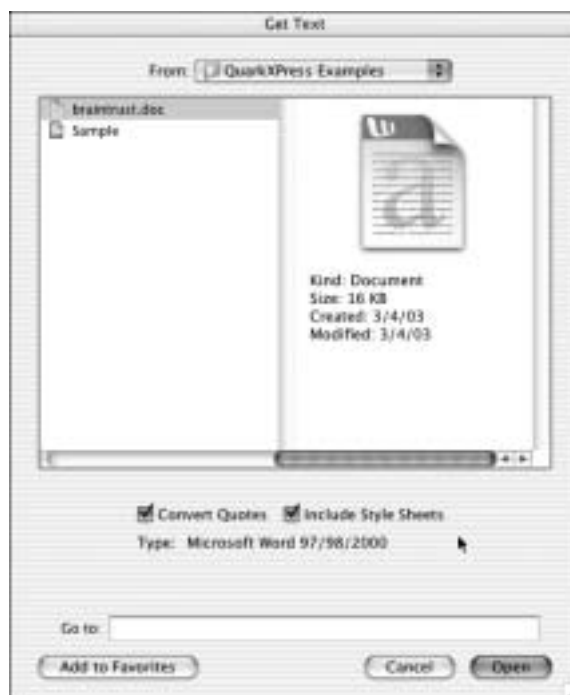 Get Text
From: QuarkXPress Examples
braintrust.doc
Sample
W
a
Kind: Document
Size: 16 KB
Created: 3/4/03
Modified: 3/4/03
Convert Quotes Include Style Sheets
Type: Microsoft Word 97/98/2000
Go to:
Add to Favorites Cancel Open